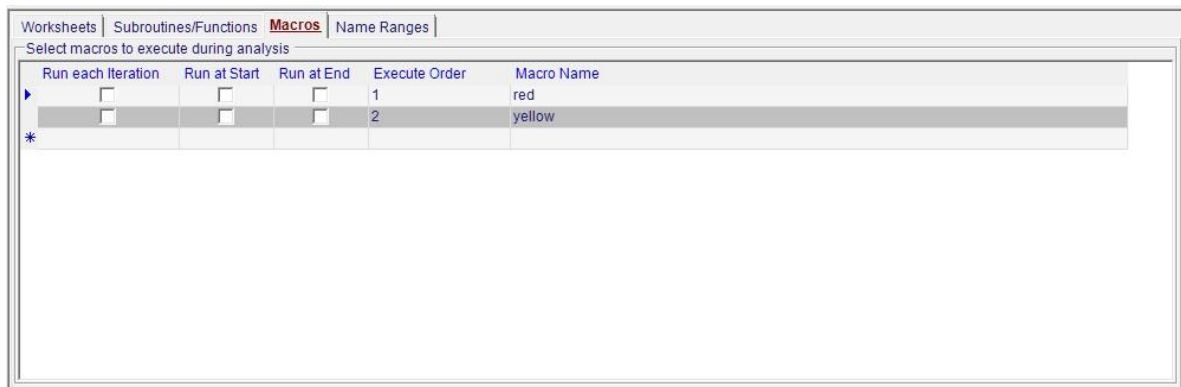 Worksheets Subroutines/Functions Macros Name Ranges
Select macros to execute during analysis
Run each Iteration Run at Start Run at End Execute Order Macro Name
1 red
2 yellow
*